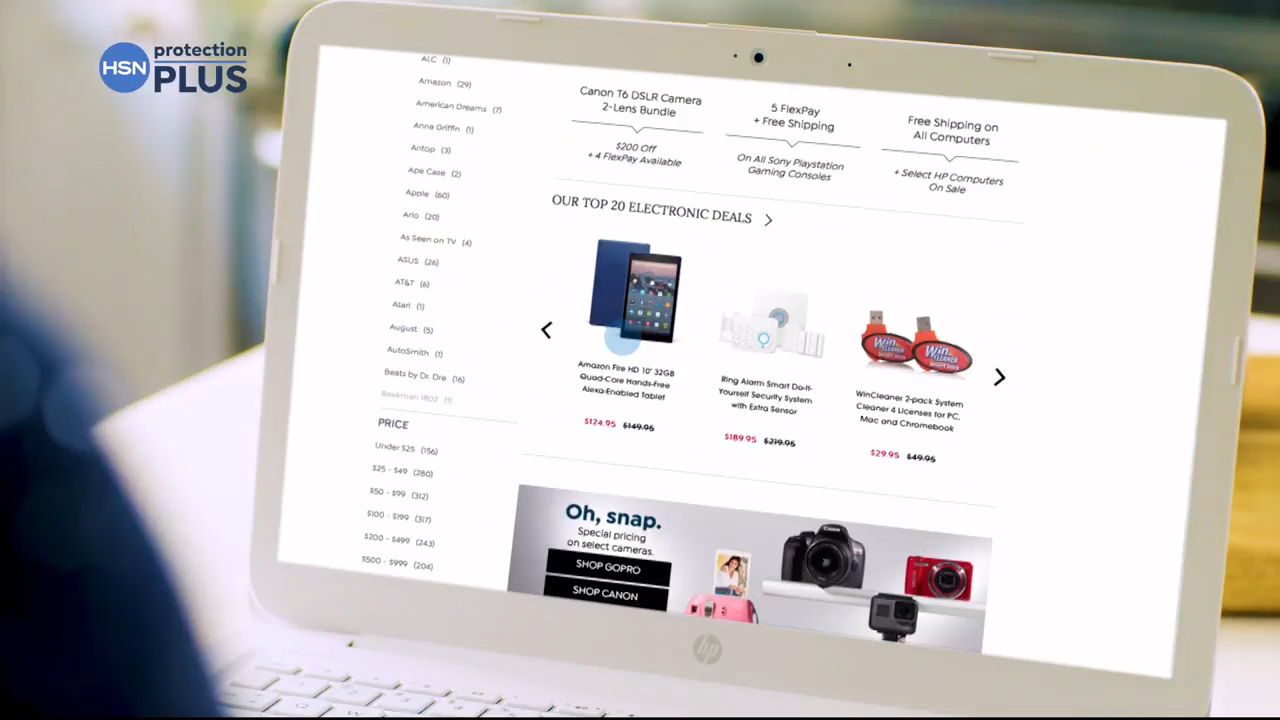 HSN
protection
PLUS
ALC (1)
Amazon (29)
American Dreams (7)
Anna Griffin (1)
Antop (3)
Ape Case (2)
Apple (60)
Arlo (20)
As Seen on TV (4)
ASUS (26)
AT&T (6)
Atari (1)
August (5)
AutoSmith (1)
Beats by Dr. Dre (16)
Beekman 1802 (1)
PRICE
Under $25 (156)
$25 - $49 (280)
$50 - $99 (312)
$100 - $199 (317)
$200 - $499 (243)
$500 - $999 (204)
Canon T6 DSLR Camera
2-Lens Bundle
$200 Off
+ 4 FlexPay Available
5 FlexPay
+ Free Shipping
On All Sony Playstation
Gaming Consoles
Free Shipping on
All Computers
+ Select HP Computers
On Sale
OUR TOP 20 ELECTRONIC DEALS
Amazon Fire HD 10" 32GB
Quad-Core Hands-Free
Alexa-Enabled Tablet
$124.95 $149.95
Ring Alarm Smart Do-It-
Yourself Security System
with Extra Sensor
$189.95 $219.95
Win
CLEANER
Win
CLEANER
WinCleaner 2-pack System
Cleaner 4 Licenses for PC,
Mac and Chromebook
$29.95 $49.95
Oh, snap.
Special pricing
on select cameras.
SHOP GOPRO
SHOP CANON
Canon
hp